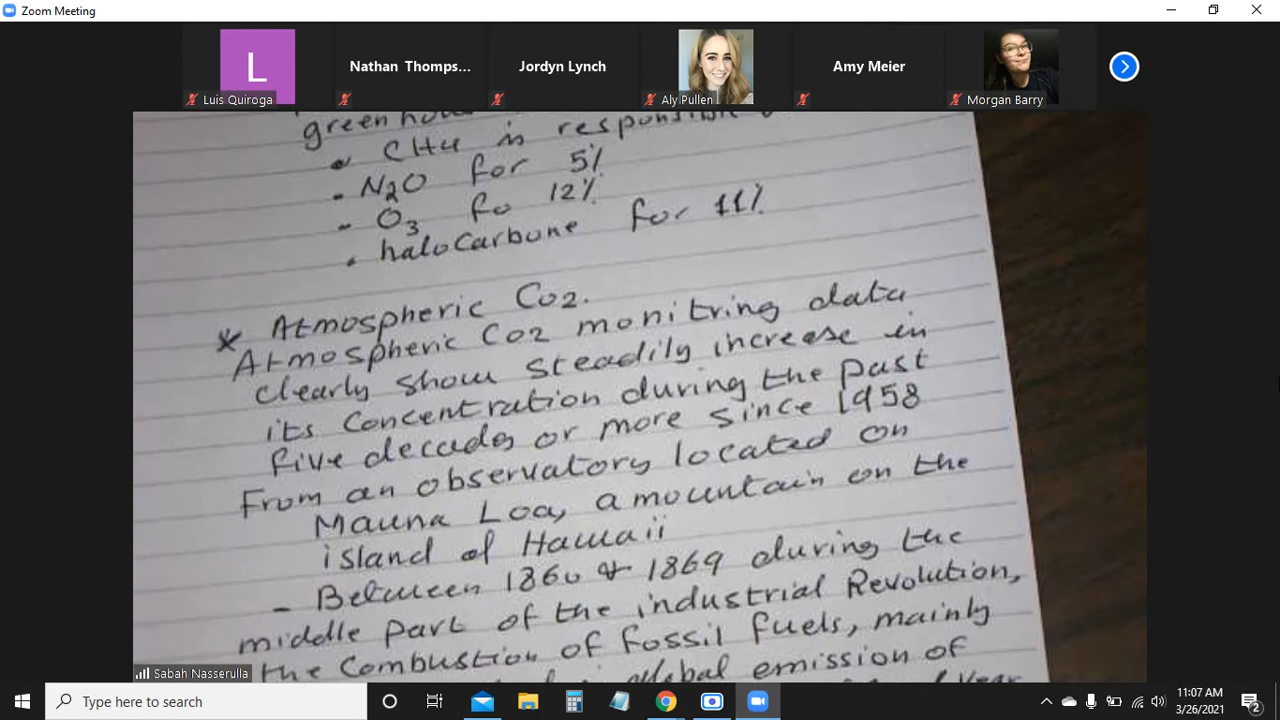 Zoom Meeting
L
Luis Quiroga
Nathan Thomps...
Jordyn Lynch
Aly Pullen
Amy Meier
Morgan Barry
• CH4 is responsible
- N2O for 5%
- O3 fo 12%
• halocarbone for 11%
* Atmospheric Co2.
Atmospheric Co2 monitring data
clearly show steadily increase in
its concentration during the past
five decades or more since 1958
From an observatory located on
Mauna Loa, a mountain on the
island of Hawaii
- Between 1860 & 1869 during the
middle part of the industrial Revolution,
the combustion of fossil fuels, mainly
global emission of
Sabah Nasserulla
Type here to search
11:07 AM
3/26/2021
2